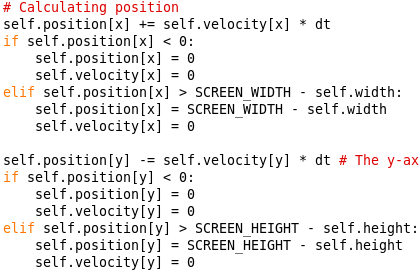 # Calculating position
self.position[x] += self.velocity[x] * dt
if self.position[x] < 0:
    self.position[x] = 0
    self.velocity[x] = 0
elif self.position[x] > SCREEN_WIDTH - self.width:
    self.position[x] = SCREEN_WIDTH - self.width
    self.velocity[x] = 0

self.position[y] -= self.velocity[y] * dt # The y-ax
if self.position[y] < 0:
    self.position[y] = 0
    self.velocity[y] = 0
elif self.position[y] > SCREEN_HEIGHT - self.height:
    self.position[y] = SCREEN_HEIGHT - self.height
    self.velocity[y] = 0